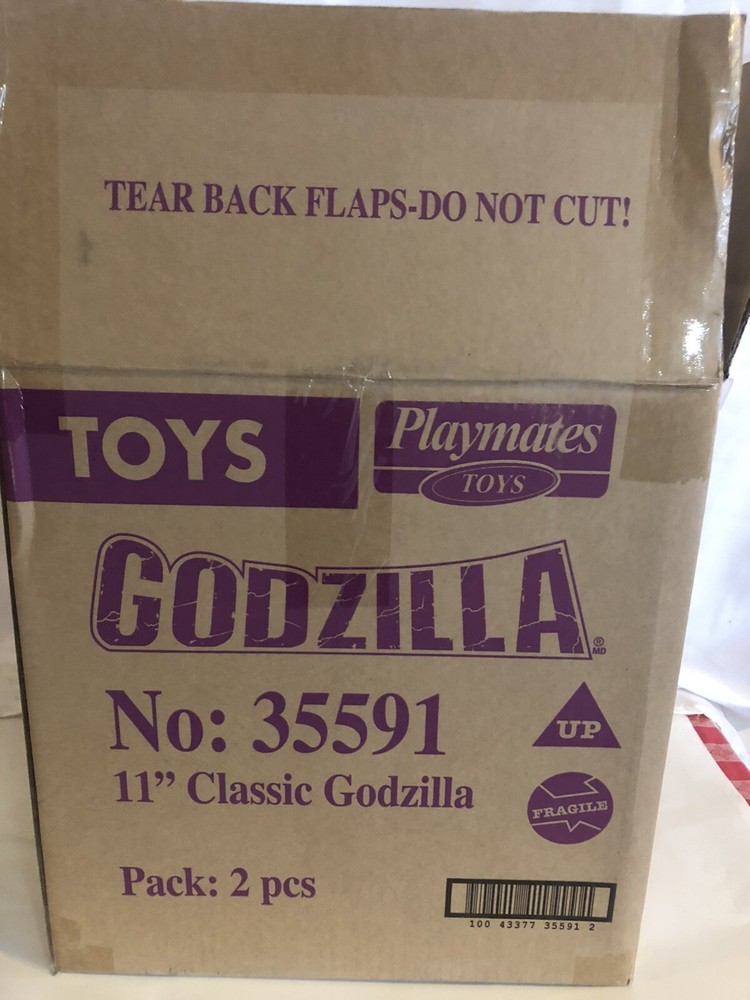 TEAR BACK FLAPS-DO NOT CUT!
TOYS
Playmates
TOYS
GODZILLA ® MD
No: 35591
UP
11” Classic Godzilla
FRAGILE
Pack: 2 pcs
100 43377 35591 2